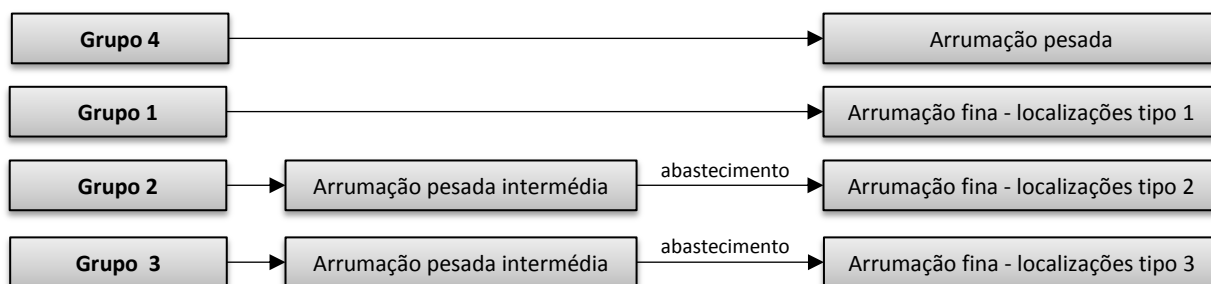 Grupo 4
Arrumação pesada
Grupo 1
Arrumação fina - localizações tipo 1
Grupo 2
Arrumação pesada intermédia
abastecimento
Arrumação fina - localizações tipo 2
Grupo 3
Arrumação pesada intermédia
abastecimento
Arrumação fina - localizações tipo 3